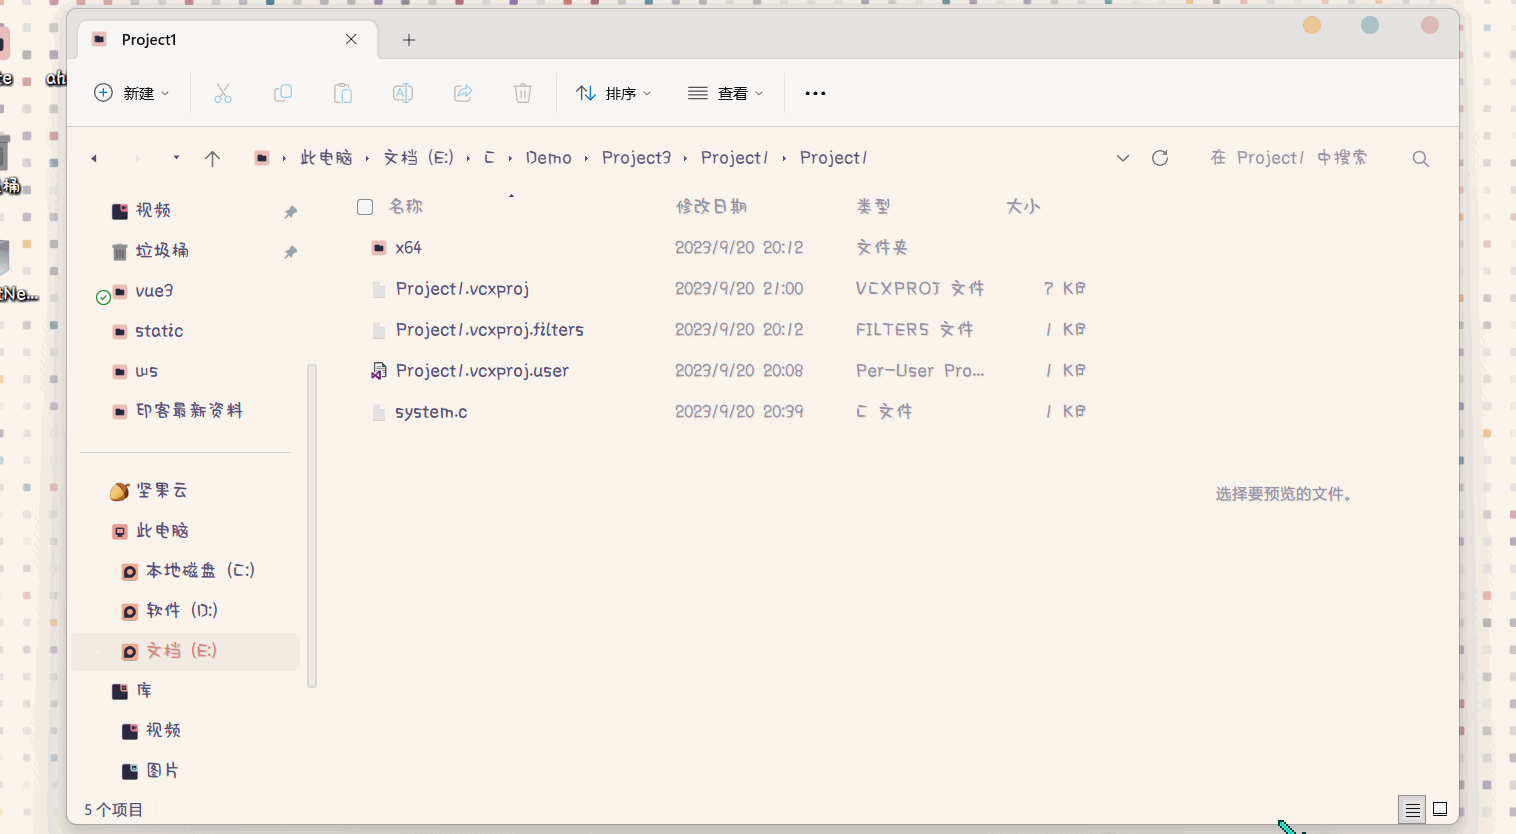 Project1
新建
排序
查看
此电脑 文档 (E:) C Demo Project3 Project1 Project1
在 Project1 中搜索
视频
垃圾桶
vue3
static
ws
印客最新资料
坚果云
此电脑
本地磁盘 (C:)
软件 (D:)
文档 (E:)
库
视频
图片
名称 修改日期 类型 大小
x64 2023/9/20 20:12 文件夹
Project1.vcxproj 2023/9/20 21:00 VCXPROJ 文件 7 KB
Project1.vcxproj.filters 2023/9/20 20:12 FILTERS 文件 1 KB
Project1.vcxproj.user 2023/9/20 20:08 Per-User Pro... 1 KB
system.c 2023/9/20 20:39 C 文件 1 KB
选择要预览的文件。
5 个项目
te
ah
桶
tNe...